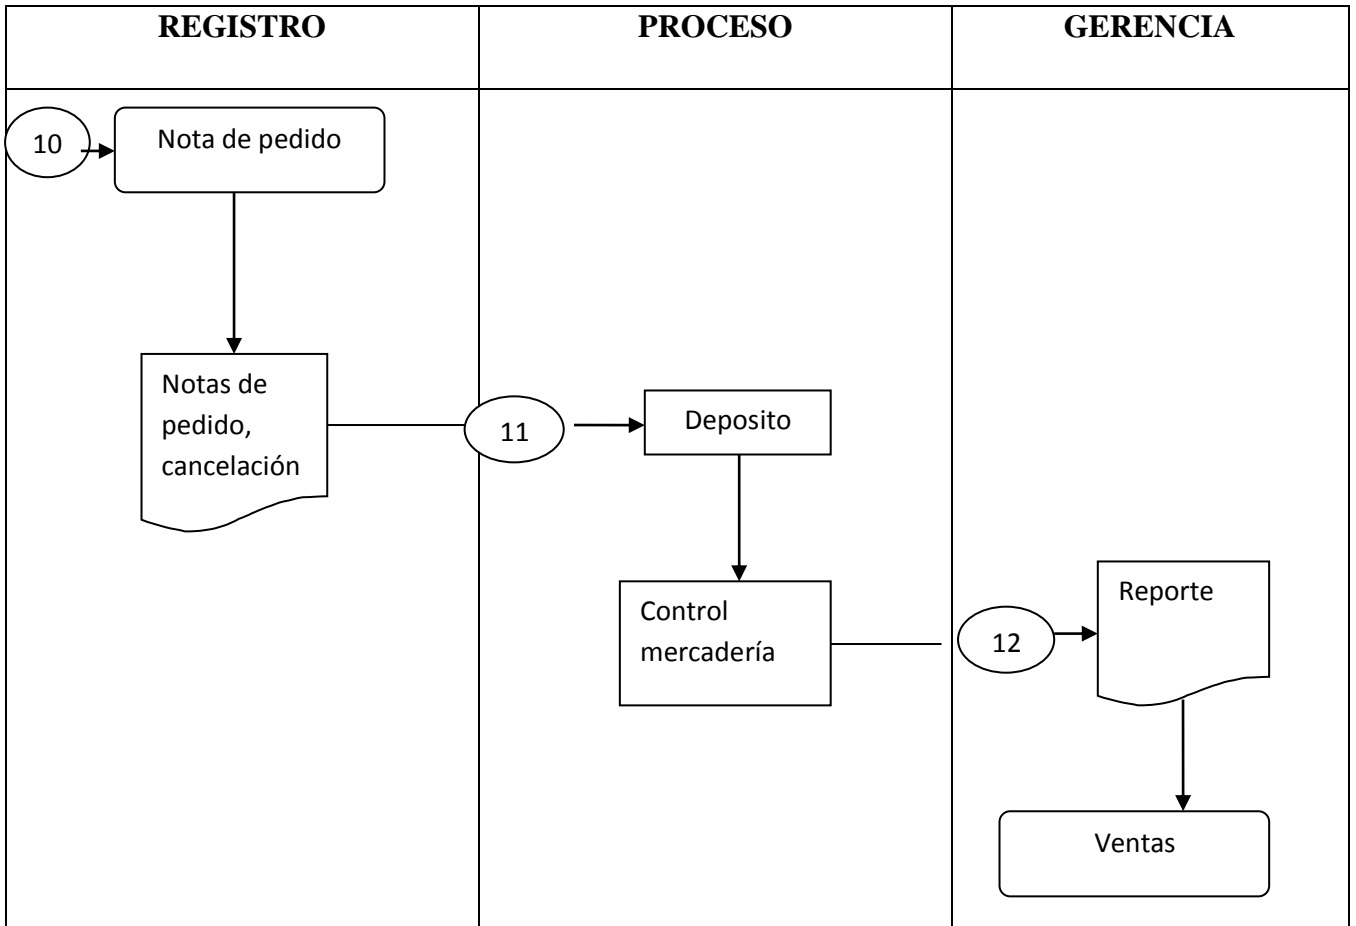 REGISTRO
PROCESO
GERENCIA
10
Nota de pedido
Notas de
pedido,
cancelación
11
Deposito
Control
mercadería
12
Reporte
Ventas